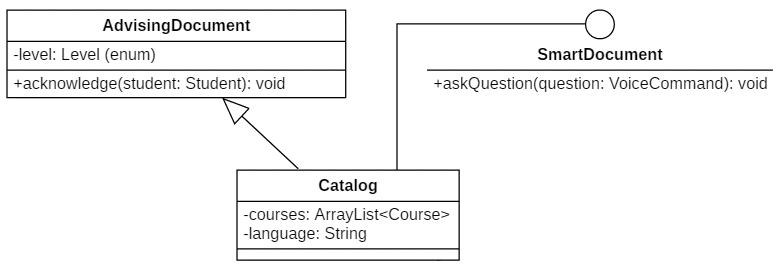 AdvisingDocument
-level: Level (enum)
+acknowledge(student: Student): void
SmartDocument
+askQuestion(question: VoiceCommand): void
Catalog
-courses: ArrayList<Course>
-language: String